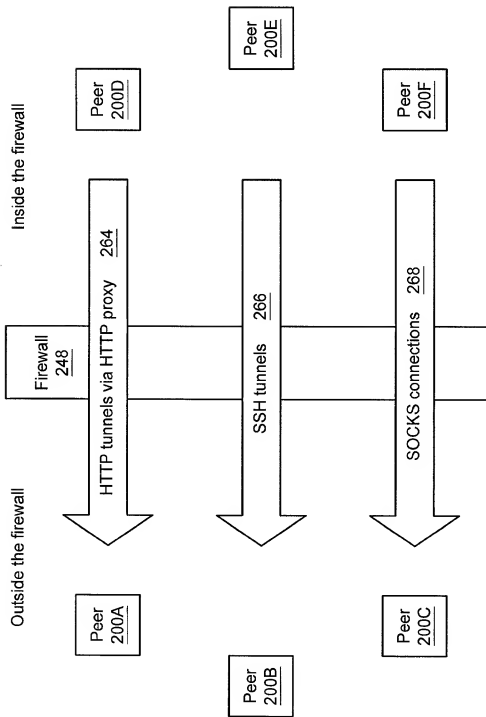 Outside the firewall
Inside the firewall
Firewall
248
Peer
200A
HTTP tunnels via HTTP proxy 264
Peer
200D
Peer
200B
SSH tunnels 266
Peer
200E
Peer
200C
SOCKS connections 268
Peer
200F